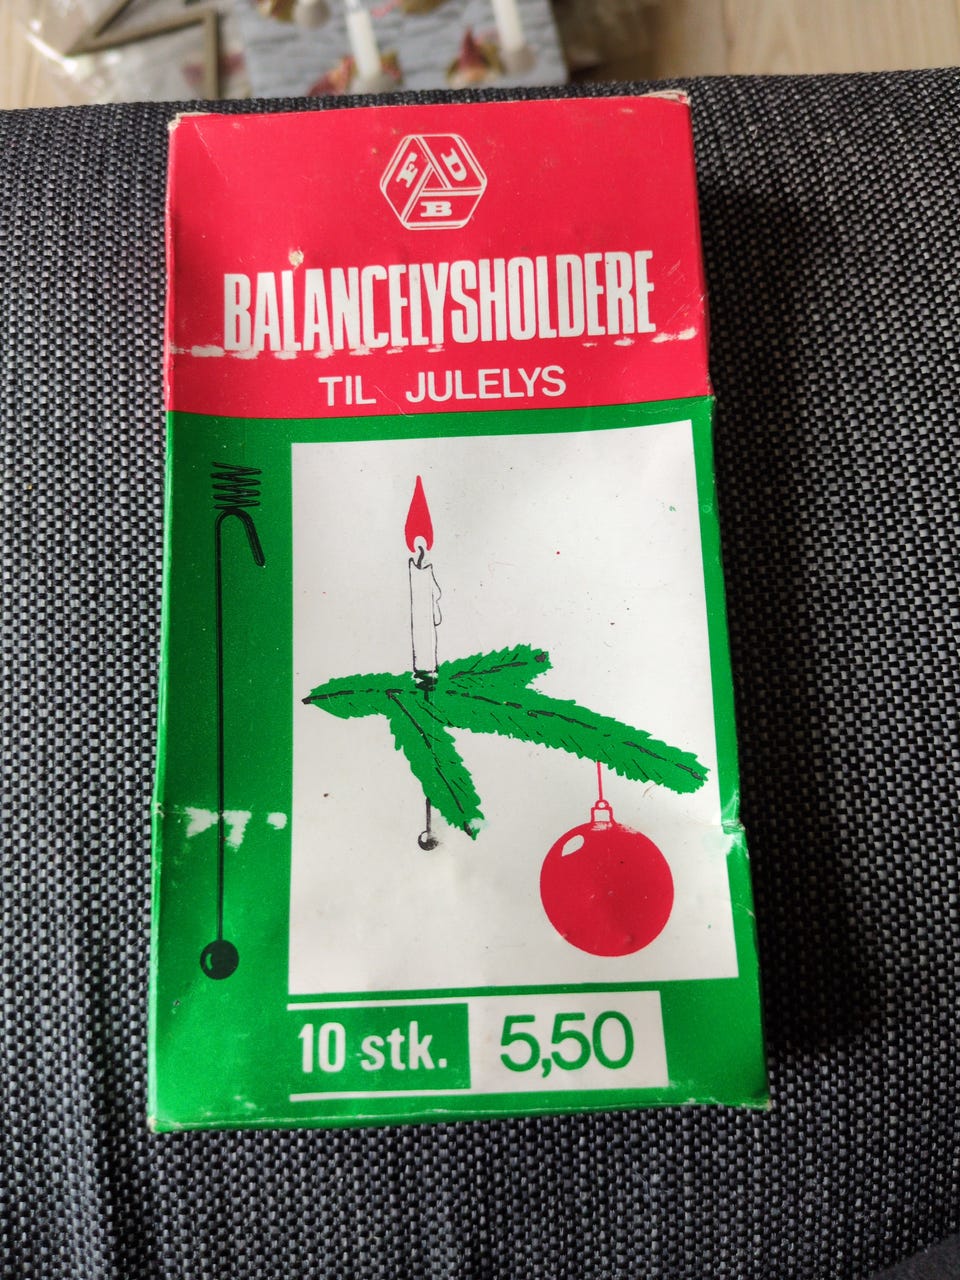 FDB
BALANCELYSHOLDERE
TIL JULELYS
10 stk. 5,50